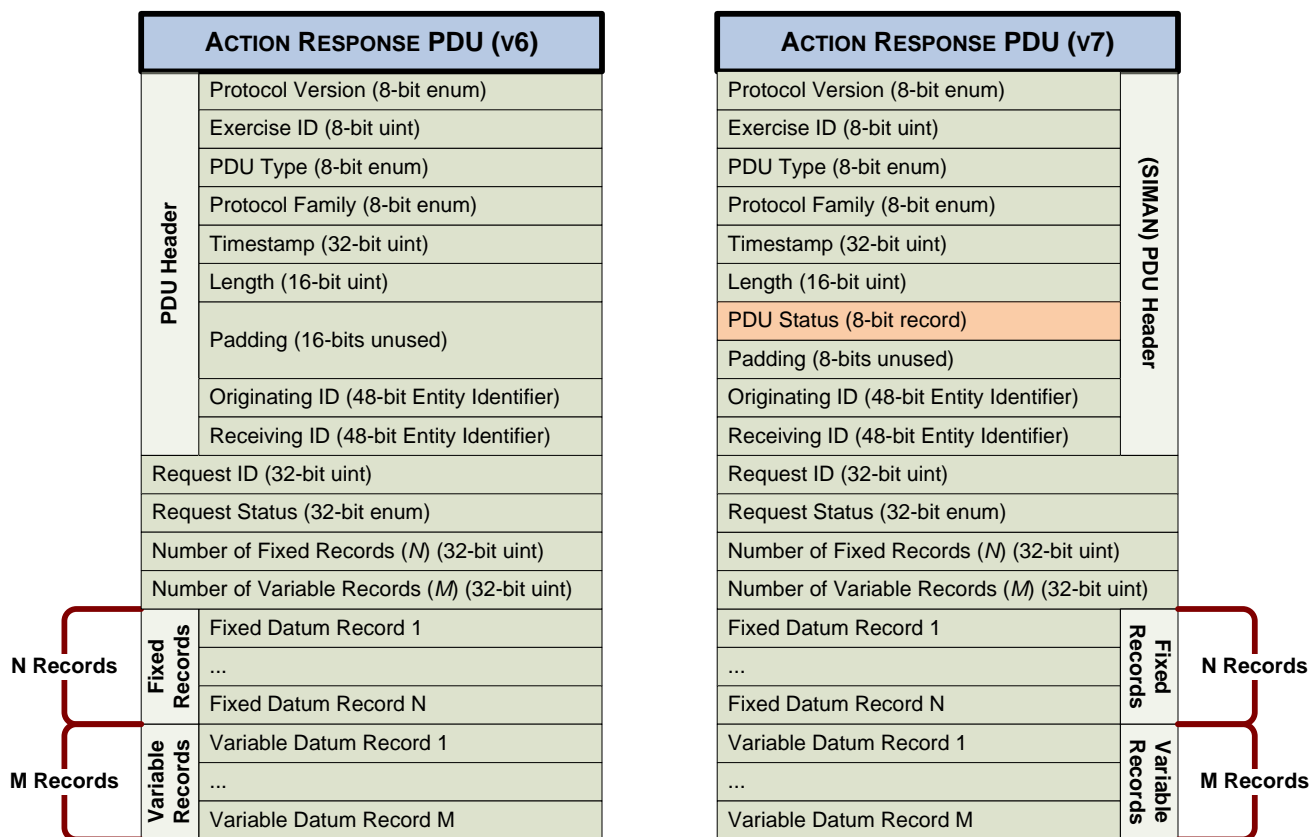 ACTION RESPONSE PDU (V6)
PDU Header
Protocol Version (8-bit enum)
Exercise ID (8-bit uint)
PDU Type (8-bit enum)
Protocol Family (8-bit enum)
Timestamp (32-bit uint)
Length (16-bit uint)
Padding (16-bits unused)
Originating ID (48-bit Entity Identifier)
Receiving ID (48-bit Entity Identifier)
Request ID (32-bit uint)
Request Status (32-bit enum)
Number of Fixed Records (N) (32-bit uint)
Number of Variable Records (M) (32-bit uint)
N Records
Fixed
Records
Fixed Datum Record 1
...
Fixed Datum Record N
M Records
Variable
Records
Variable Datum Record 1
...
Variable Datum Record M
ACTION RESPONSE PDU (V7)
Protocol Version (8-bit enum)
Exercise ID (8-bit uint)
PDU Type (8-bit enum)
Protocol Family (8-bit enum)
Timestamp (32-bit uint)
Length (16-bit uint)
PDU Status (8-bit record)
Padding (8-bits unused)
Originating ID (48-bit Entity Identifier)
Receiving ID (48-bit Entity Identifier)
(SIMAN) PDU Header
Request ID (32-bit uint)
Request Status (32-bit enum)
Number of Fixed Records (N) (32-bit uint)
Number of Variable Records (M) (32-bit uint)
Fixed Datum Record 1
...
Fixed Datum Record N
Fixed
Records
N Records
Variable Datum Record 1
...
Variable Datum Record M
Variable
Records
M Records